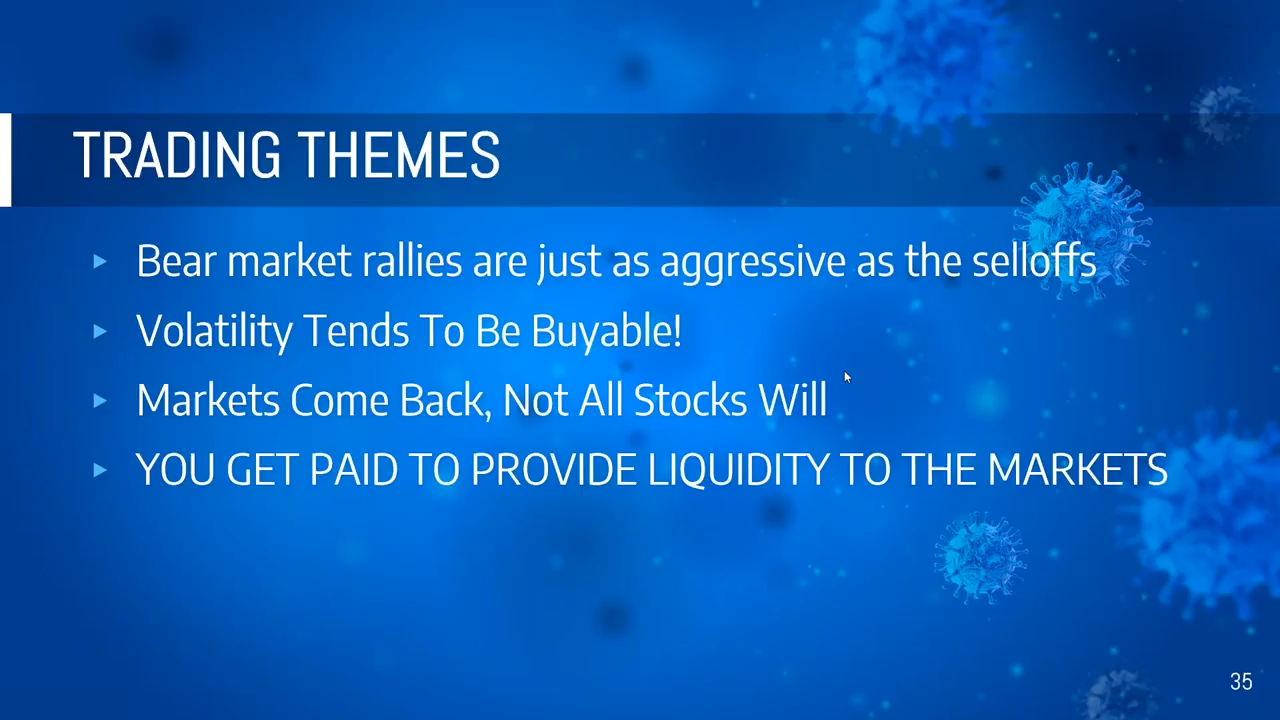 TRADING THEMES
Bear market rallies are just as aggressive as the selloffs
Volatility Tends To Be Buyable!
Markets Come Back, Not All Stocks Will
YOU GET PAID TO PROVIDE LIQUIDITY TO THE MARKETS
35